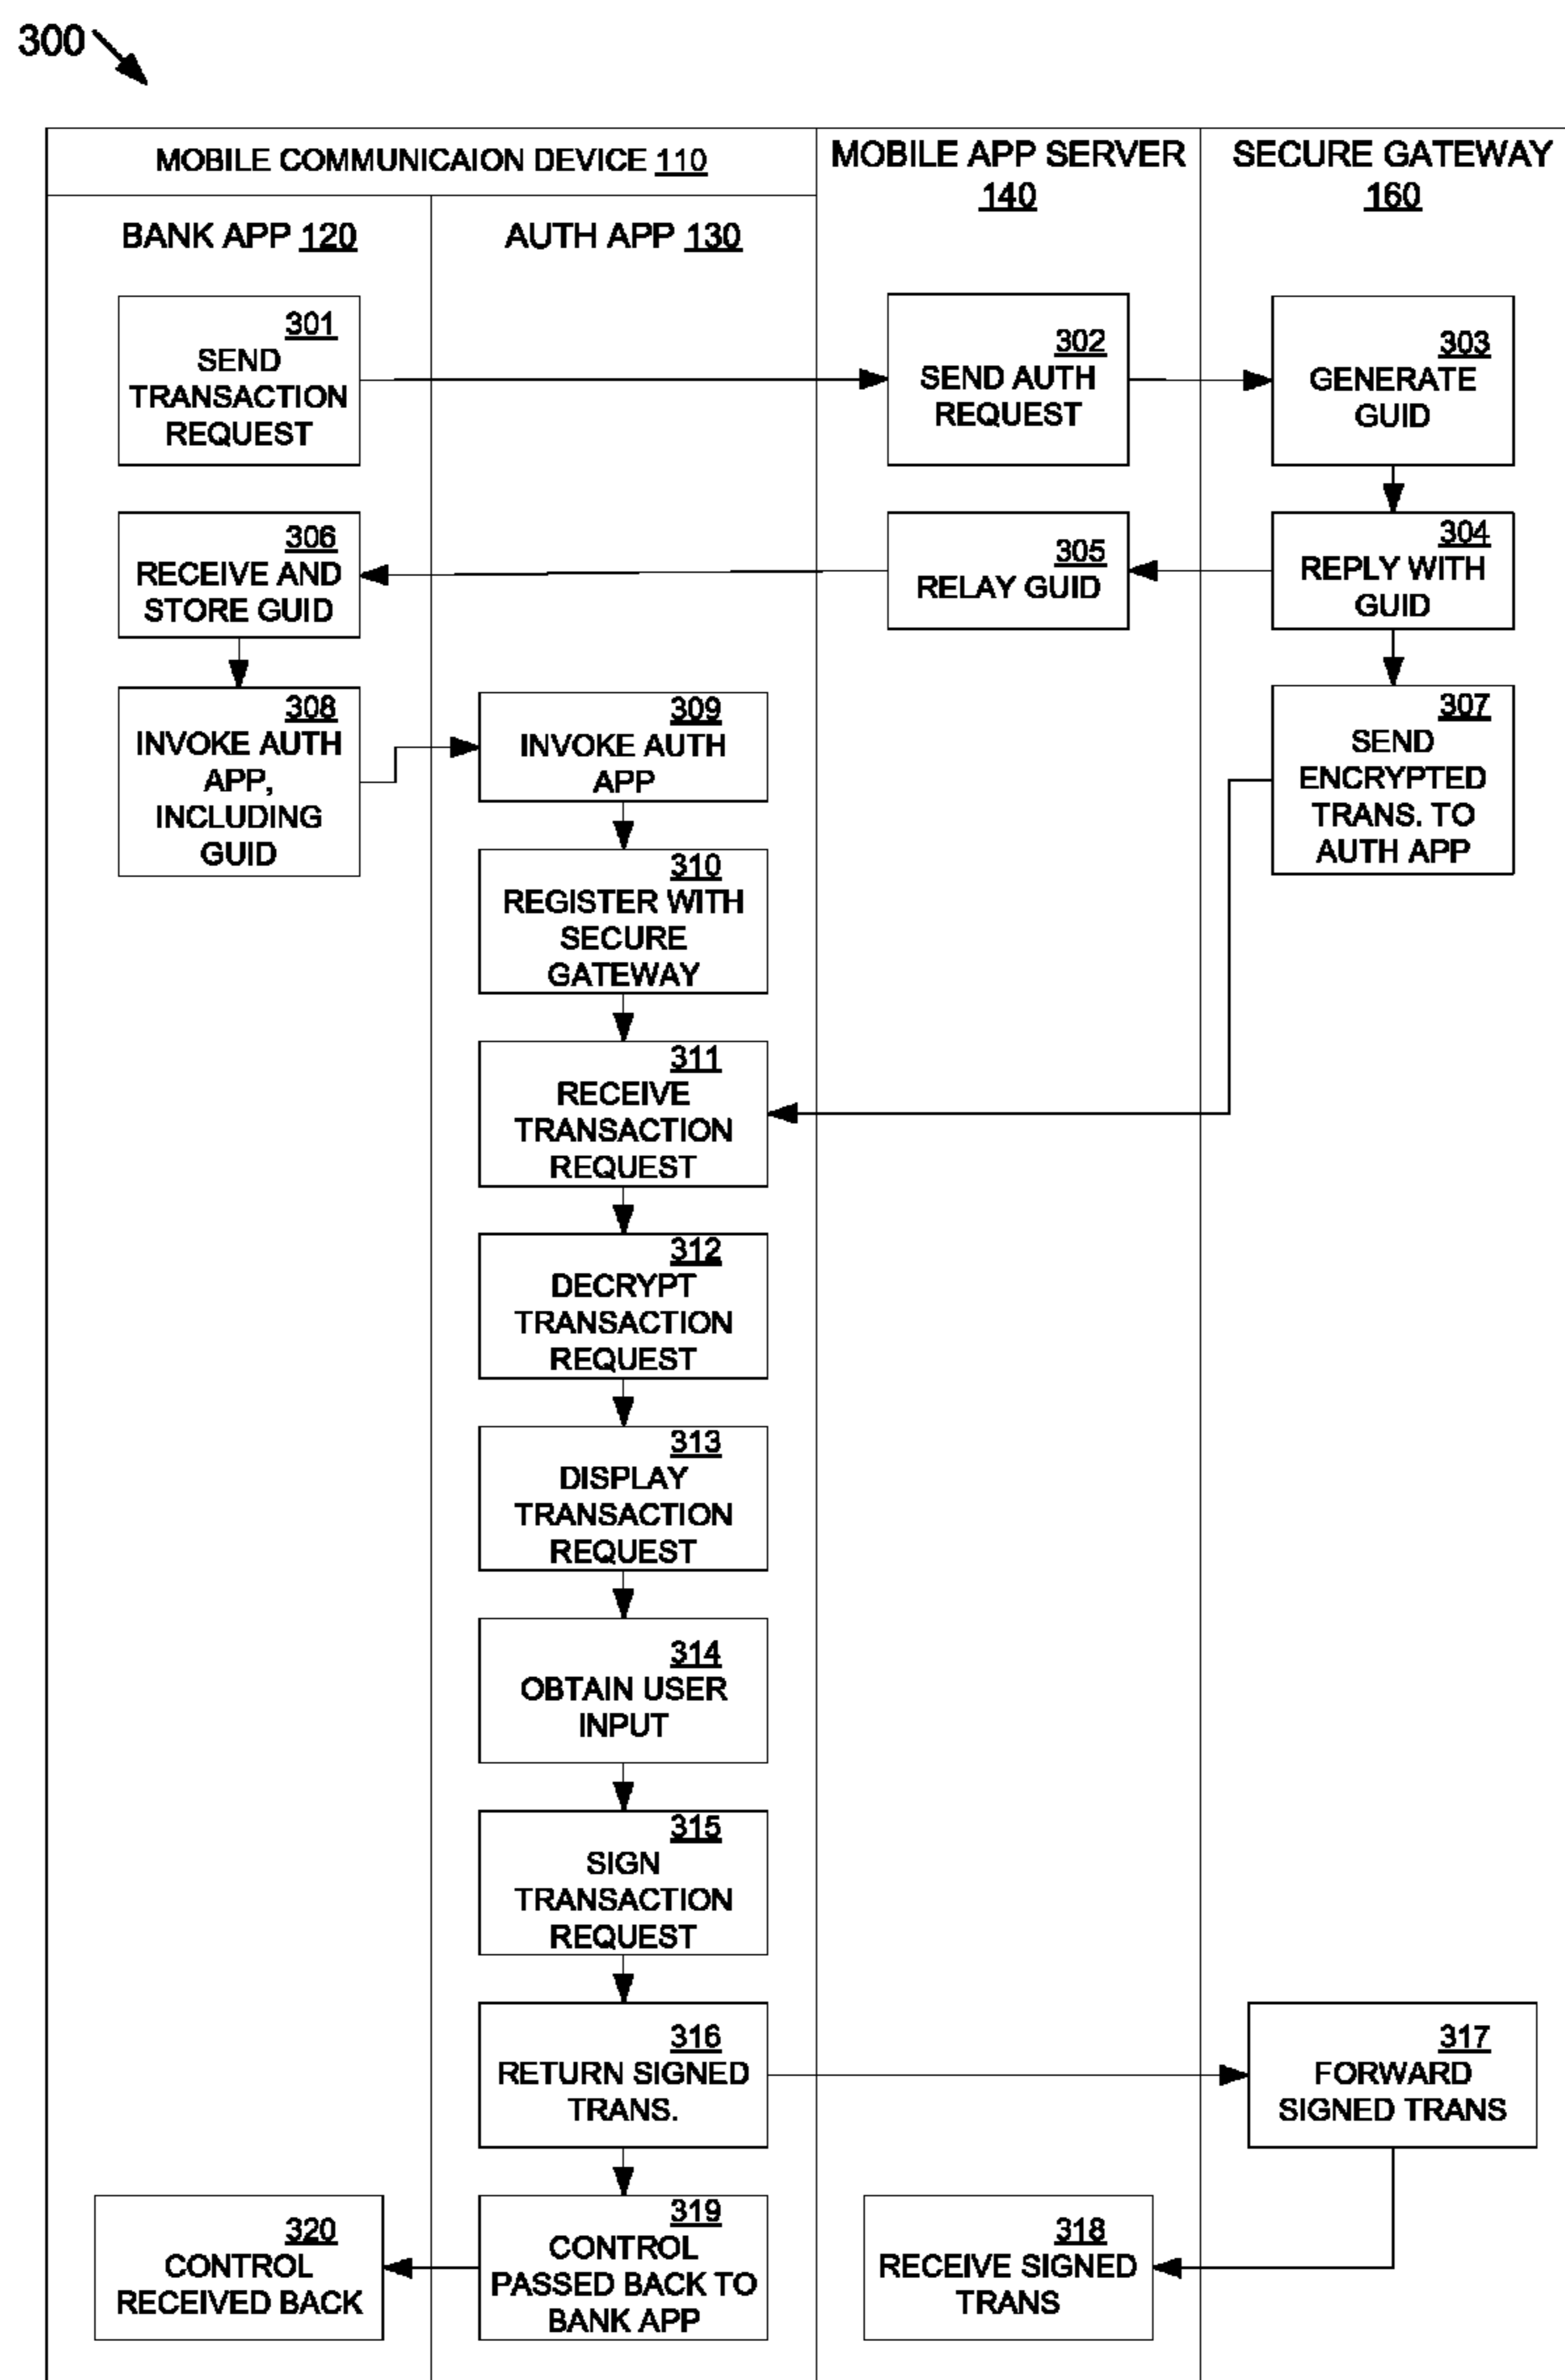 300
MOBILE COMMUNICAION DEVICE 110
MOBILE APP SERVER
140
SECURE GATEWAY
160
BANK APP 120
AUTH APP 130
301
SEND
TRANSACTION
REQUEST
302
SEND AUTH
REQUEST
303
GENERATE
GUID
306
RECEIVE AND
STORE GUID
305
RELAY GUID
304
REPLY WITH
GUID
308
INVOKE AUTH
APP,
INCLUDING
GUID
309
INVOKE AUTH
APP
307
SEND
ENCRYPTED
TRANS. TO
AUTH APP
310
REGISTER WITH
SECURE
GATEWAY
311
RECEIVE
TRANSACTION
REQUEST
312
DECRYPT
TRANSACTION
REQUEST
313
DISPLAY
TRANSACTION
REQUEST
314
OBTAIN USER
INPUT
315
SIGN
TRANSACTION
REQUEST
316
RETURN SIGNED
TRANS.
317
FORWARD
SIGNED TRANS
320
CONTROL
RECEIVED BACK
319
CONTROL
PASSED BACK TO
BANK APP
318
RECEIVE SIGNED
TRANS